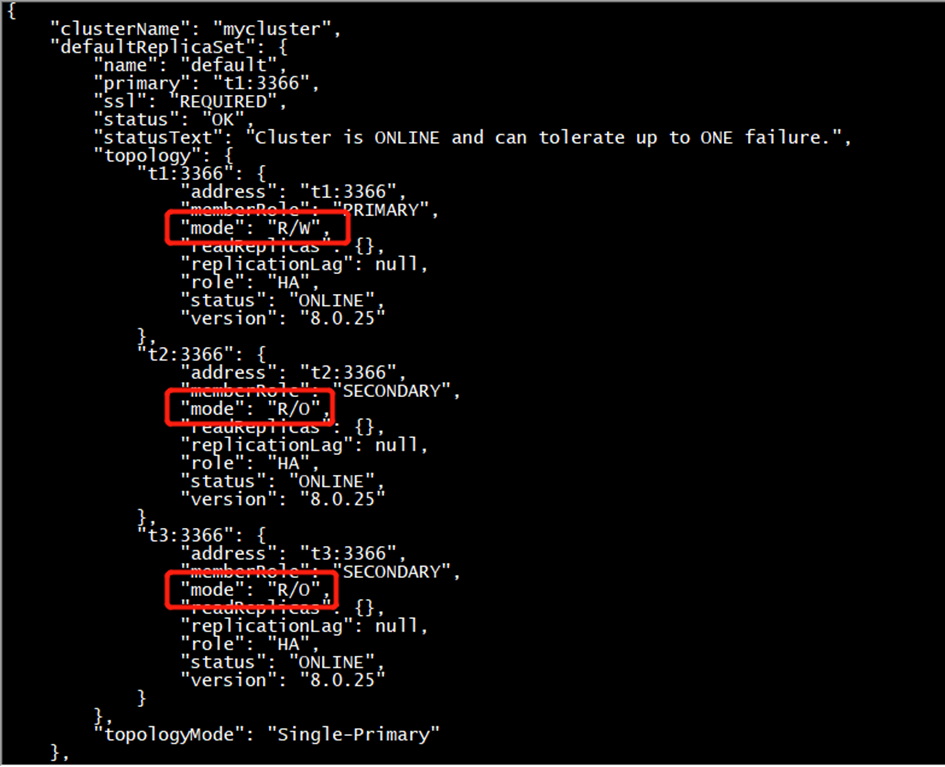 {
"clusterName": "mycluster",
"defaultReplicaSet": {
"name": "default",
"primary": "t1:3366",
"ssl": "REQUIRED",
"status": "OK",
"statusText": "Cluster is ONLINE and can tolerate up to ONE failure.",
"topology": {
"t1:3366": {
"address": "t1:3366",
"memberRole": "PRIMARY",
"mode": "R/W",
"readReplicas": {},
"replicationLag": null,
"role": "HA",
"status": "ONLINE",
"version": "8.0.25"
},
"t2:3366": {
"address": "t2:3366",
"memberRole": "SECONDARY",
"mode": "R/O",
"readReplicas": {},
"replicationLag": null,
"role": "HA",
"status": "ONLINE",
"version": "8.0.25"
},
"t3:3366": {
"address": "t3:3366",
"memberRole": "SECONDARY",
"mode": "R/O",
"readReplicas": {},
"replicationLag": null,
"role": "HA",
"status": "ONLINE",
"version": "8.0.25"
}
},
"topologyMode": "Single-Primary"
},